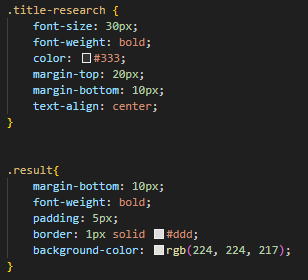 .title-research {
    font-size: 30px;
    font-weight: bold;
    color: #333;
    margin-top: 20px;
    margin-bottom: 10px;
    text-align: center;
}
.result{
    margin-bottom: 10px;
    font-weight: bold;
    padding: 5px;
    border: 1px solid #ddd;
    background-color: rgb(224, 224, 217);
}